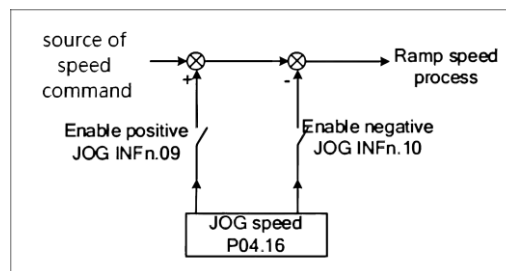 source of
speed
command
+
-
Ramp speed
process
Enable positive
JOG INFn.09
Enable negative
JOG INFn.10
JOG speed
P04.16